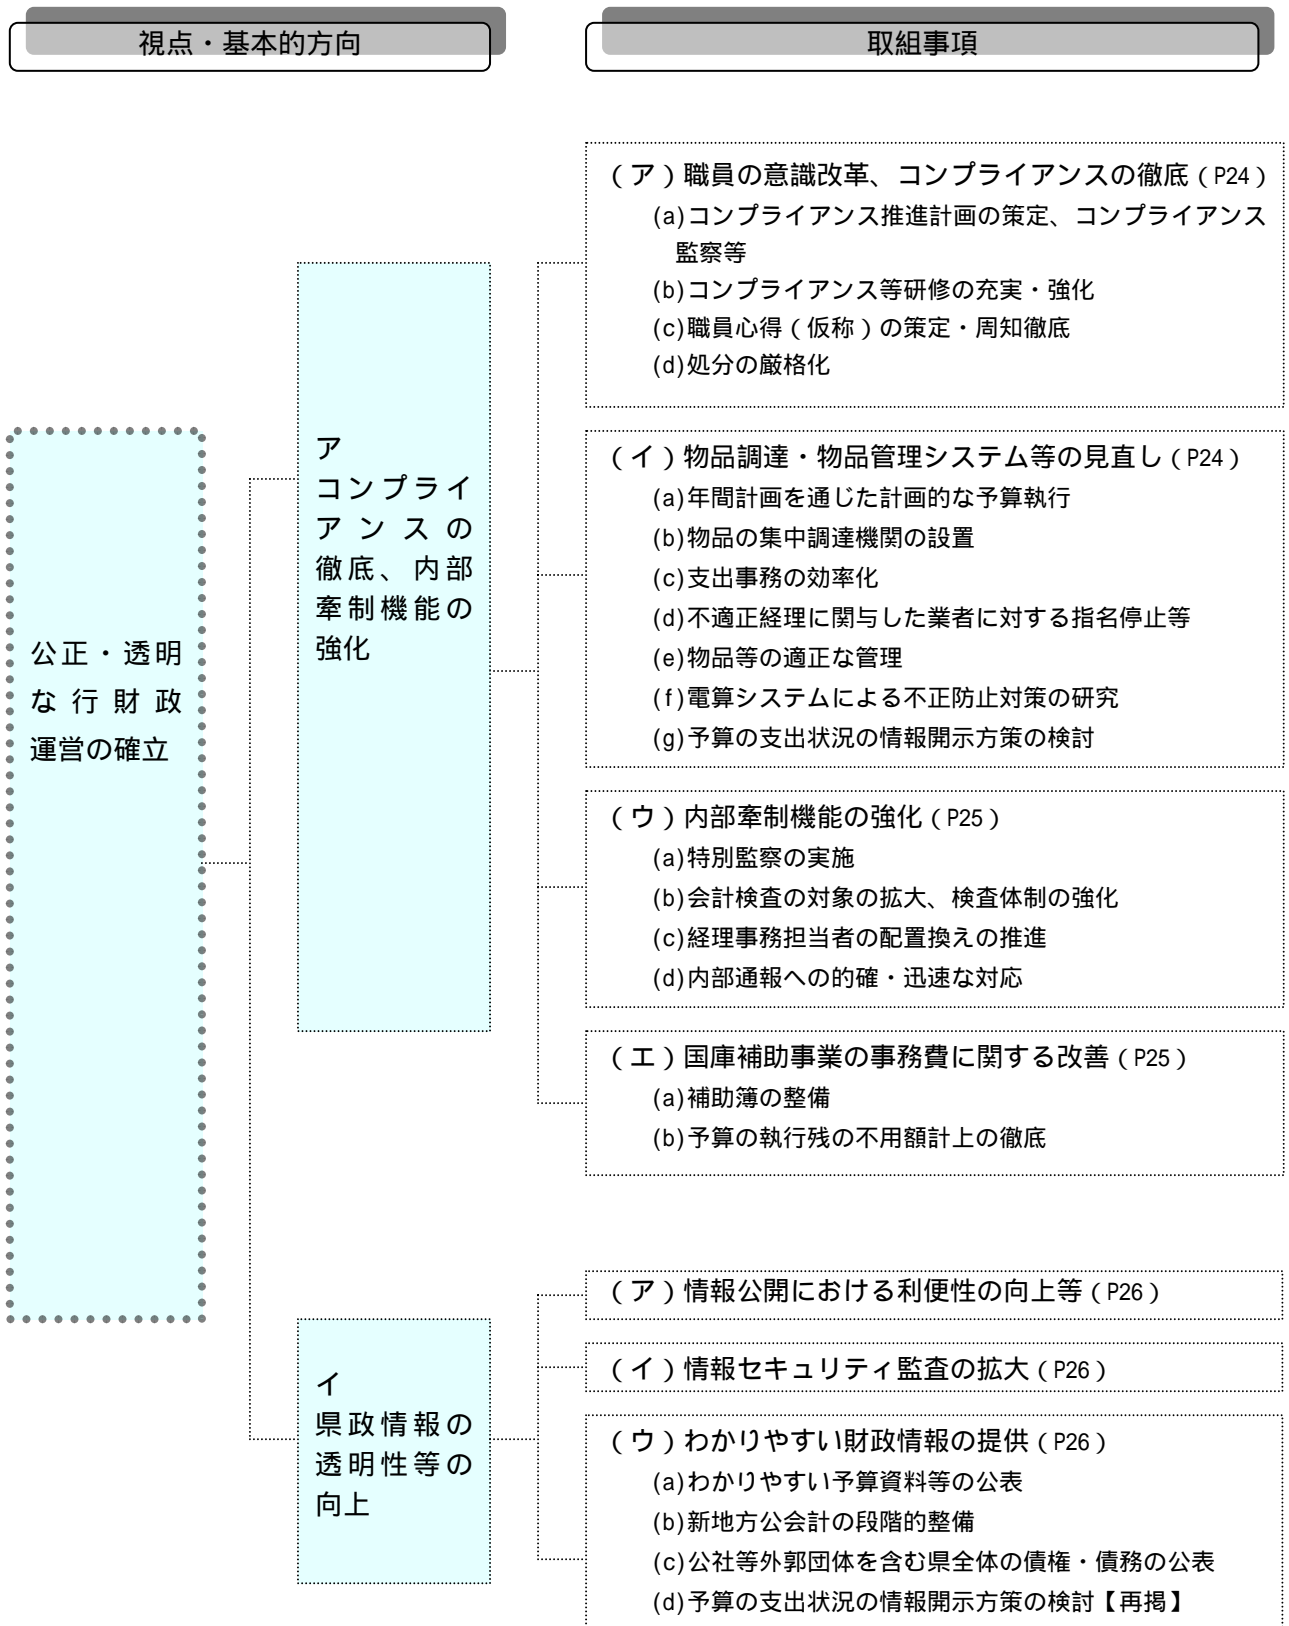 視点・基本的方向
取組事項
(ア)職員の意識改革、コンプライアンスの徹底(P24)
(a)コンプライアンス推進計画の策定、コンプライアンス
監察等
(b)コンプライアンス等研修の充実・強化
(c)職員心得(仮称)の策定・周知徹底
(d)処分の厳格化
ア
コンプライ
アンスの
徹底、内部
牽制機能の
強化
(イ)物品調達・物品管理システム等の見直し(P24)
(a)年間計画を通じた計画的な予算執行
(b)物品の集中調達機関の設置
(c)支出事務の効率化
(d)不適正経理に関与した業者に対する指名停止等
(e)物品等の適正な管理
(f)電算システムによる不正防止対策の研究
(g)予算の支出状況の情報開示方策の検討
公正・透明
な行財政
運営の確立
(ウ)内部牽制機能の強化(P25)
(a)特別監察の実施
(b)会計検査の対象の拡大、検査体制の強化
(c)経理事務担当者の配置換えの推進
(d)内部通報への的確・迅速な対応
(エ)国庫補助事業の事務費に関する改善(P25)
(a)補助簿の整備
(b)予算の執行残の不用額計上の徹底
イ
県政情報の
透明性等の
向上
(ア)情報公開における利便性の向上等(P26)
(イ)情報セキュリティ監査の拡大(P26)
(ウ)わかりやすい財政情報の提供(P26)
(a)わかりやすい予算資料等の公表
(b)新地方公会計の段階的整備
(c)公社等外郭団体を含む県全体の債権・債務の公表
(d)予算の支出状況の情報開示方策の検討【再掲】